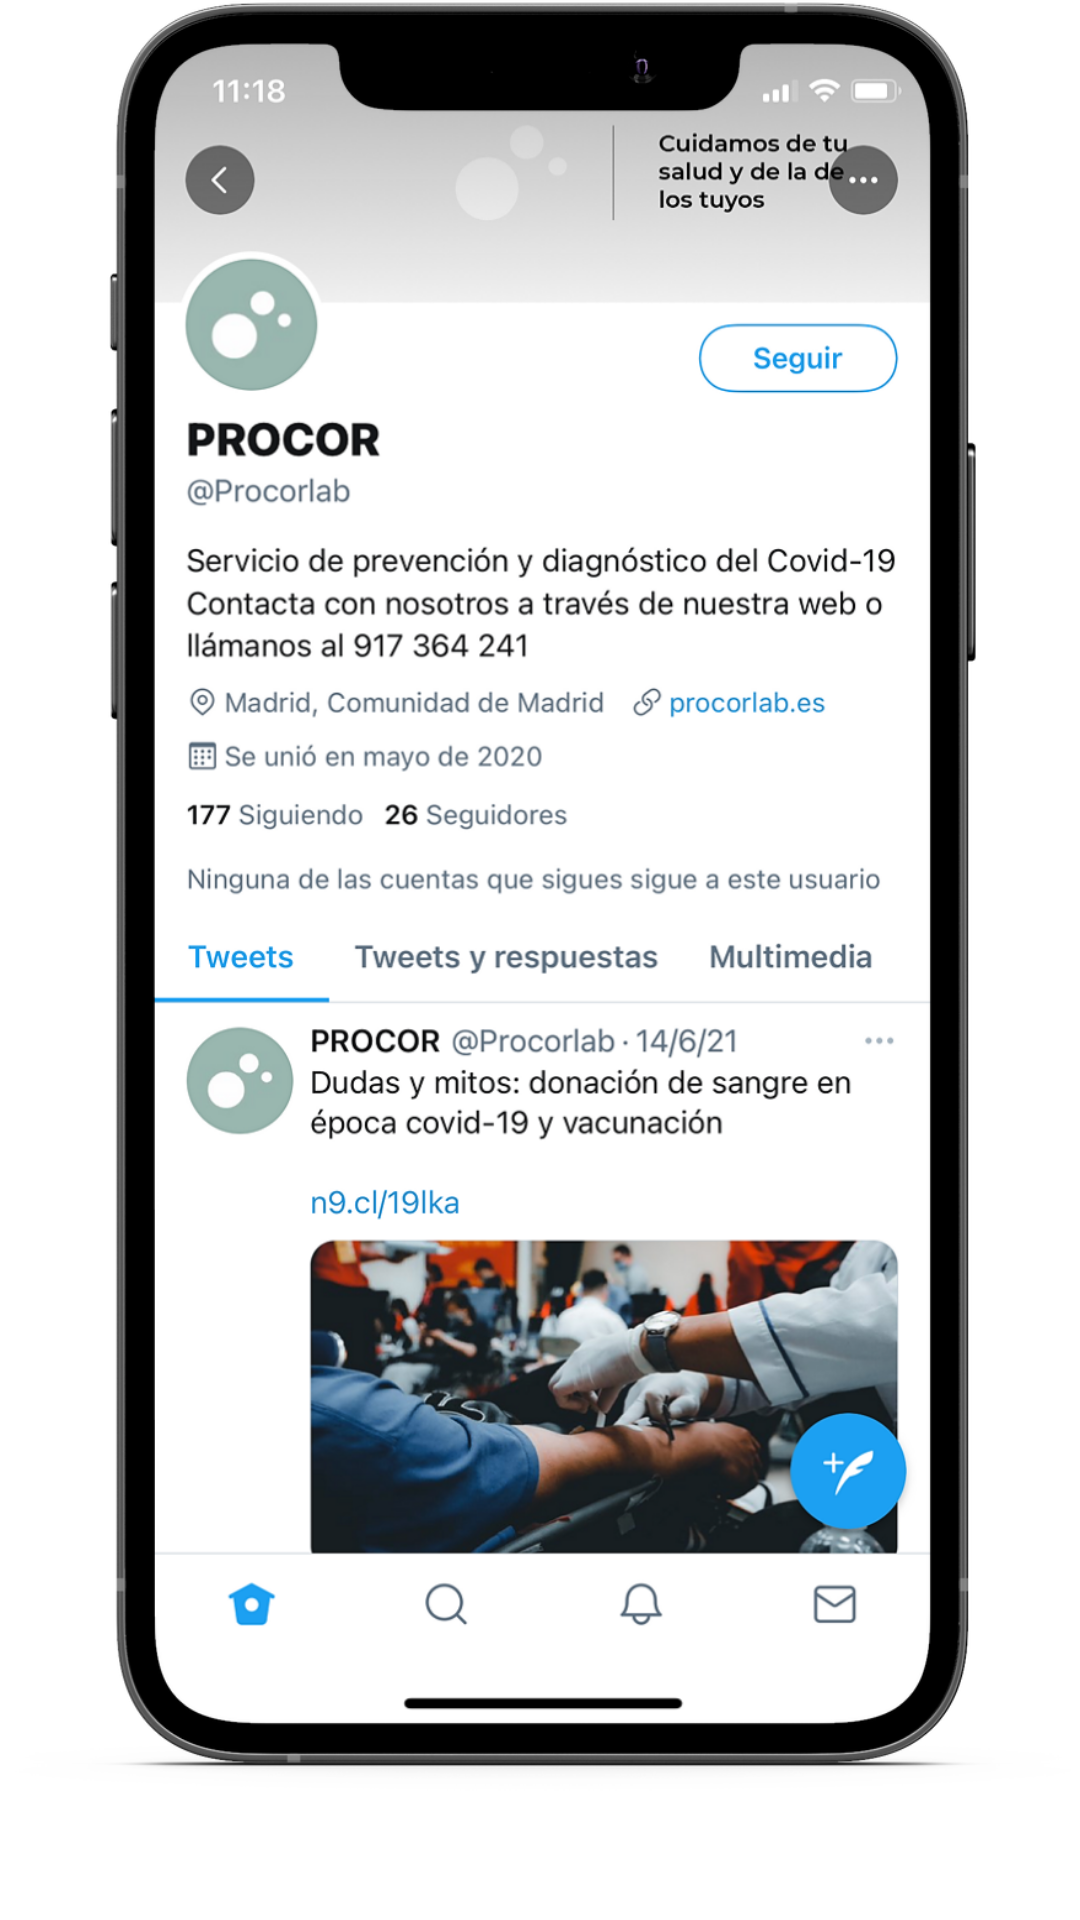 11:18
Cuidamos de tu
salud y de la de
los tuyos
Seguir
PROCOR
@Procorlab
Servicio de prevención y diagnóstico del Covid-19
Contacta con nosotros a través de nuestra web o
llámanos al 917 364 241
Madrid, Comunidad de Madrid procorlab.es
Se unió en mayo de 2020
177 Siguiendo 26 Seguidores
Ninguna de las cuentas que sigues sigue a este usuario
Tweets Tweets y respuestas Multimedia
PROCOR @Procorlab · 14/6/21
Dudas y mitos: donación de sangre en
época covid-19 y vacunación
n9.cl/19lka